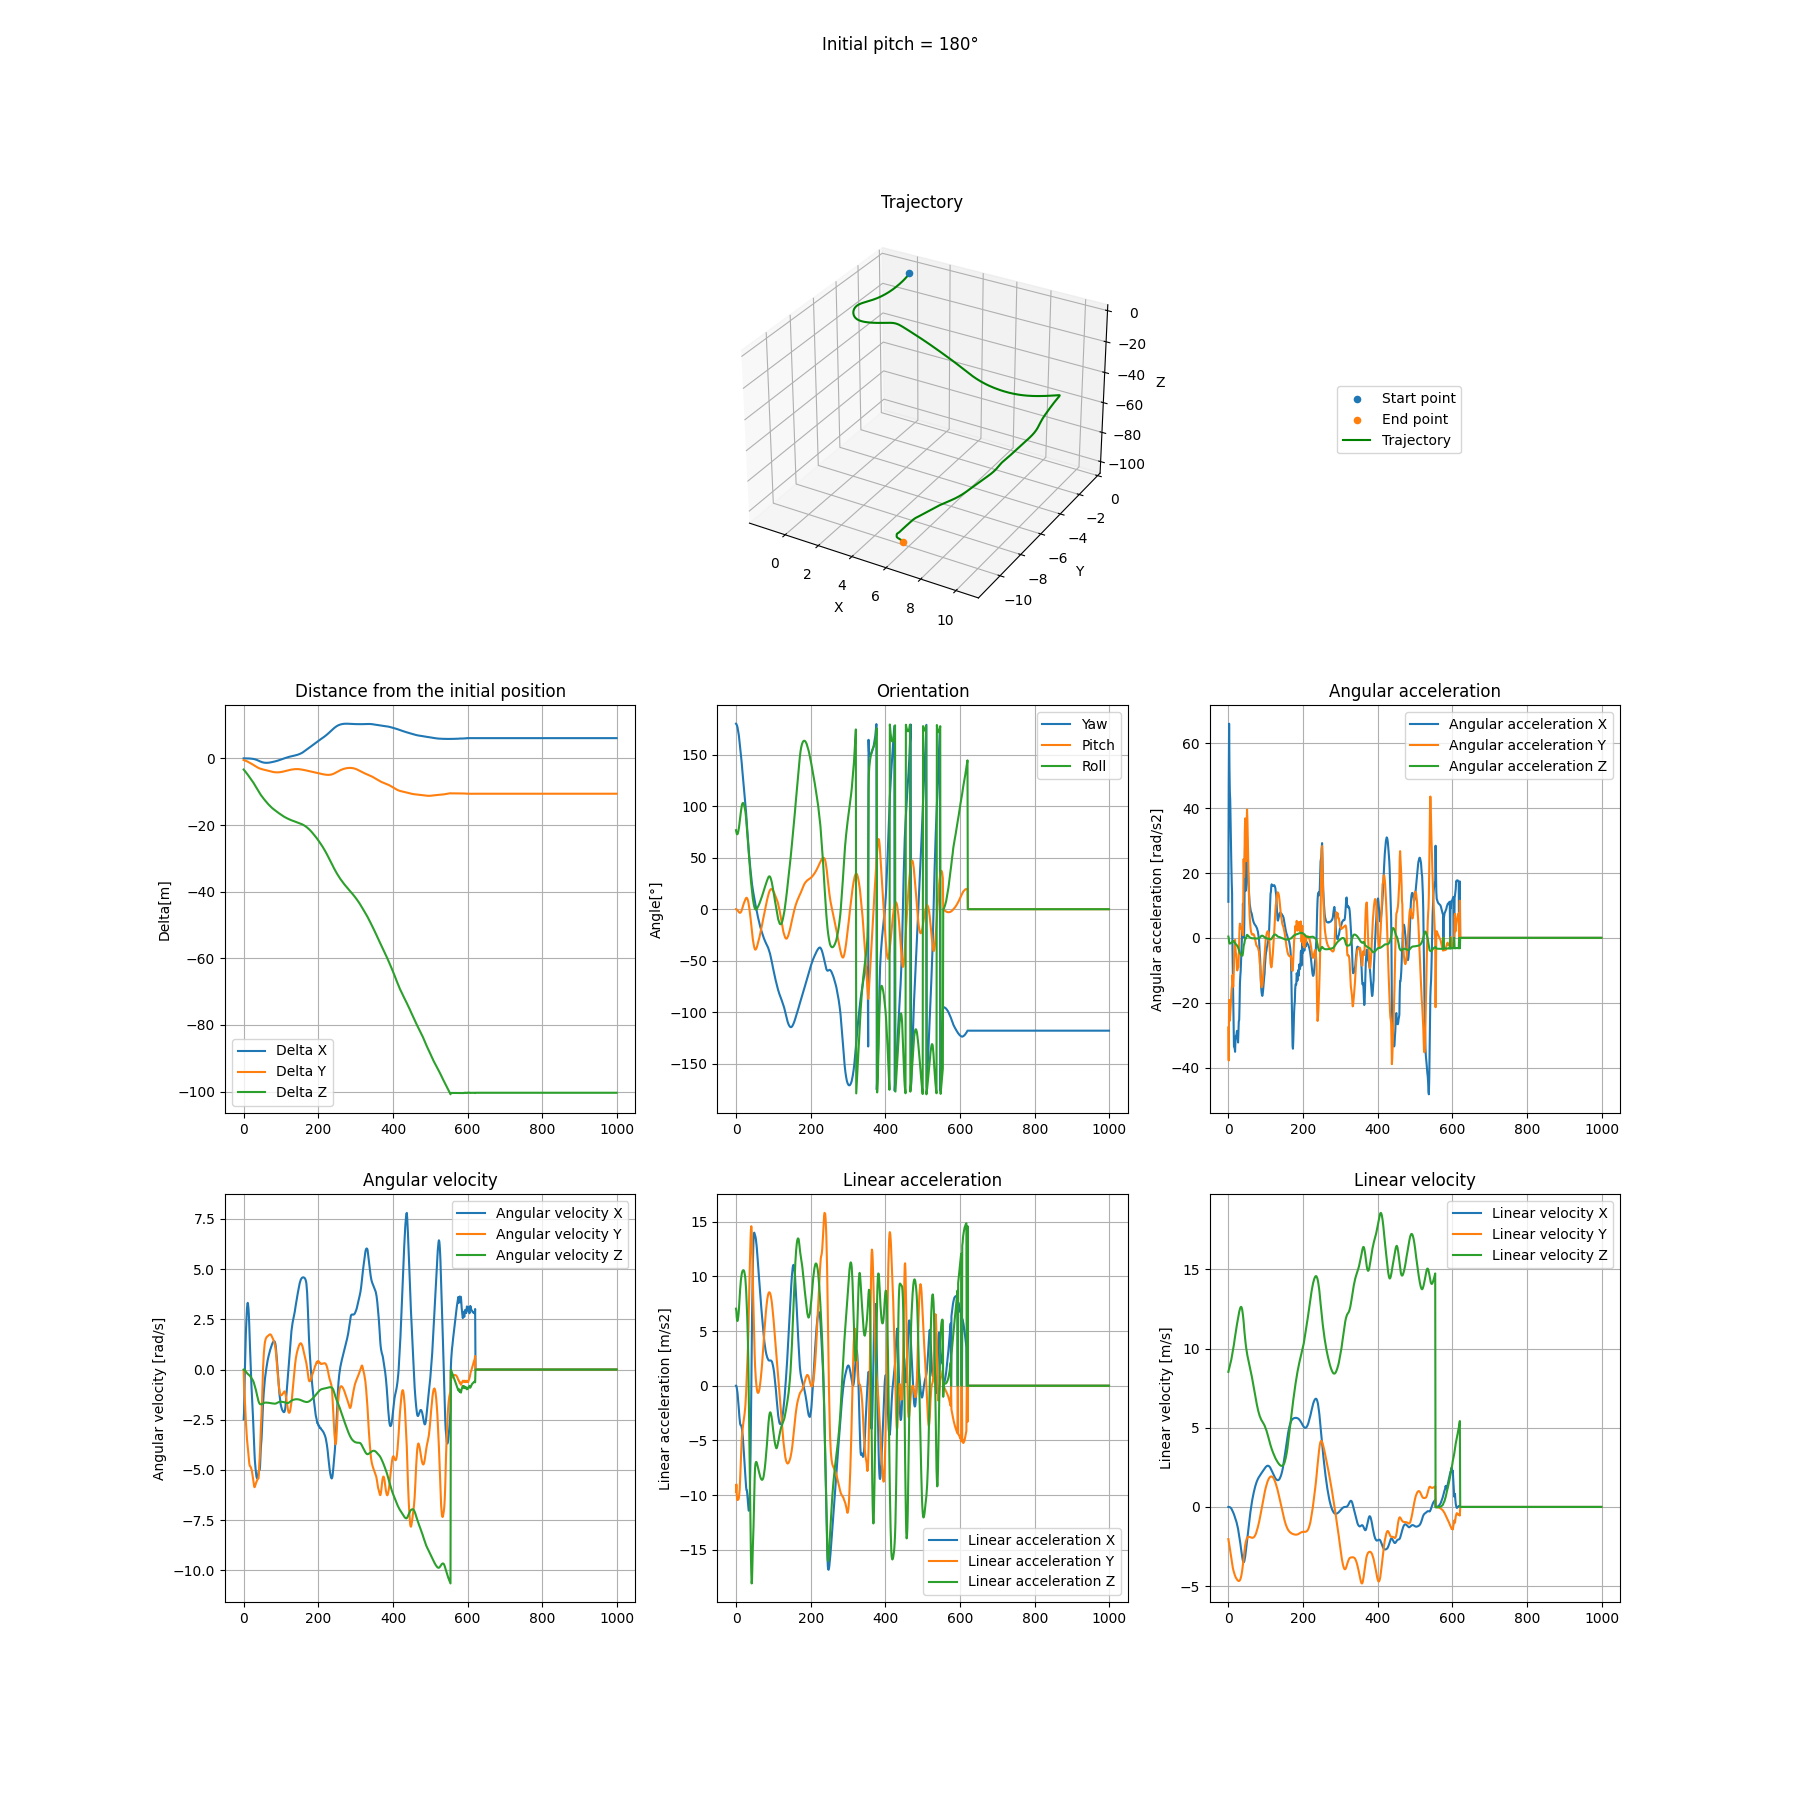 Initial pitch = 180°
Trajectory
0
−20
−40
−60
−80
−100
Z
0
−2
−4
−6
−8
−10
Y
0
2
4
6
8
10
X
Start point
End point
Trajectory
Distance from the initial position
Delta[m]
0
−20
−40
−60
−80
−100
Delta X
Delta Y
Delta Z
0 200 400 600 800 1000
Orientation
Angle[°]
150
100
50
0
−50
−100
−150
Yaw
Pitch
Roll
0 200 400 600 800 1000
Angular acceleration
Angular acceleration [rad/s2]
60
40
20
0
−20
−40
Angular acceleration X
Angular acceleration Y
Angular acceleration Z
0 200 400 600 800 1000
Angular velocity
Angular velocity [rad/s]
7.5
5.0
2.5
0.0
−2.5
−5.0
−7.5
−10.0
Angular velocity X
Angular velocity Y
Angular velocity Z
0 200 400 600 800 1000
Linear acceleration
Linear acceleration [m/s2]
15
10
5
0
−5
−10
−15
Linear acceleration X
Linear acceleration Y
Linear acceleration Z
0 200 400 600 800 1000
Linear velocity
Linear velocity [m/s]
15
10
5
0
−5
Linear velocity X
Linear velocity Y
Linear velocity Z
0 200 400 600 800 1000